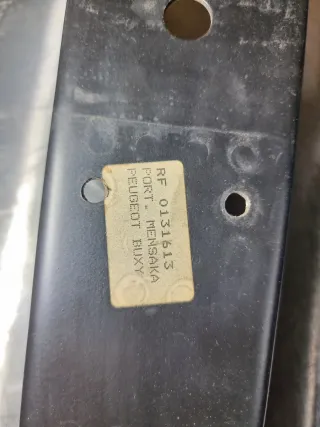 RF 0131613
PORT. MENSAKA
PEUGEOT BUXY